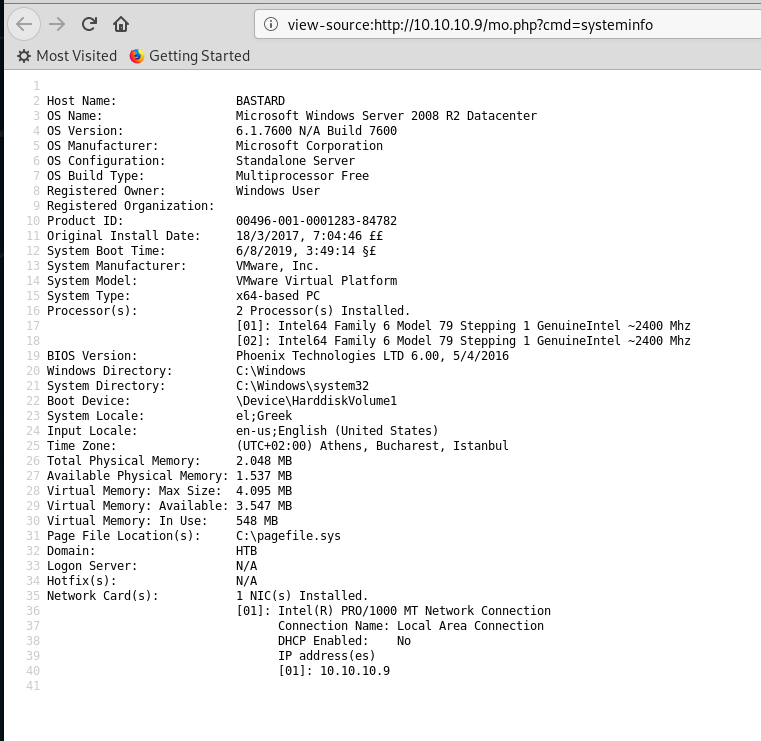 view-source:http://10.10.10.9/mo.php?cmd=systeminfo
Most Visited Getting Started
1
2 Host Name: BASTARD
3 OS Name: Microsoft Windows Server 2008 R2 Datacenter
4 OS Version: 6.1.7600 N/A Build 7600
5 OS Manufacturer: Microsoft Corporation
6 OS Configuration: Standalone Server
7 OS Build Type: Multiprocessor Free
8 Registered Owner: Windows User
9 Registered Organization:
10 Product ID: 00496-001-0001283-84782
11 Original Install Date: 18/3/2017, 7:04:46 ££
12 System Boot Time: 6/8/2019, 3:49:14 §£
13 System Manufacturer: VMware, Inc.
14 System Model: VMware Virtual Platform
15 System Type: x64-based PC
16 Processor(s): 2 Processor(s) Installed.
17 [01]: Intel64 Family 6 Model 79 Stepping 1 GenuineIntel ~2400 Mhz
18 [02]: Intel64 Family 6 Model 79 Stepping 1 GenuineIntel ~2400 Mhz
19 BIOS Version: Phoenix Technologies LTD 6.00, 5/4/2016
20 Windows Directory: C:\Windows
21 System Directory: C:\Windows\system32
22 Boot Device: \Device\HarddiskVolume1
23 System Locale: el;Greek
24 Input Locale: en-us;English (United States)
25 Time Zone: (UTC+02:00) Athens, Bucharest, Istanbul
26 Total Physical Memory: 2.048 MB
27 Available Physical Memory: 1.537 MB
28 Virtual Memory: Max Size: 4.095 MB
29 Virtual Memory: Available: 3.547 MB
30 Virtual Memory: In Use: 548 MB
31 Page File Location(s): C:\pagefile.sys
32 Domain: HTB
33 Logon Server: N/A
34 Hotfix(s): N/A
35 Network Card(s): 1 NIC(s) Installed.
36 [01]: Intel(R) PRO/1000 MT Network Connection
37 Connection Name: Local Area Connection
38 DHCP Enabled: No
39 IP address(es)
40 [01]: 10.10.10.9
41